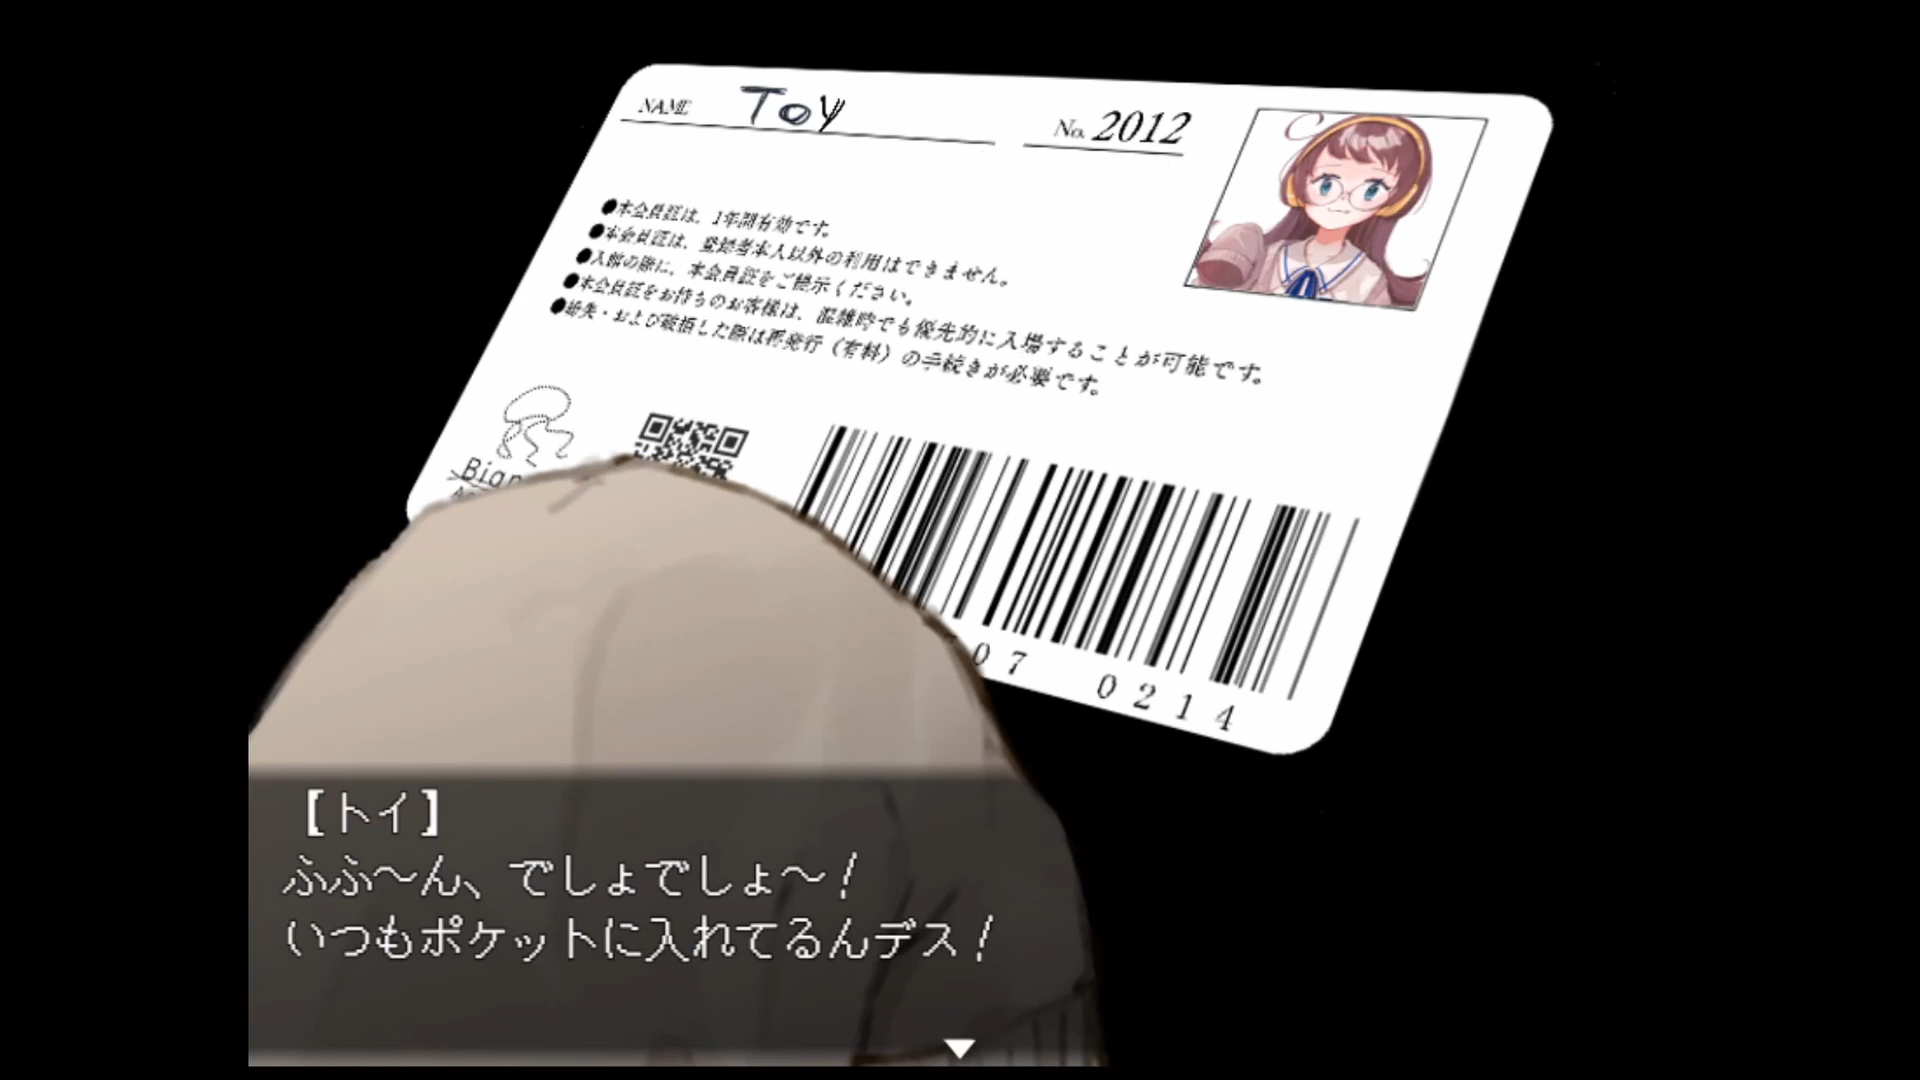 NAME TOY
No. 2012
●本会員証は、1年間有効です。
●本会員証は、登録者本人以外の利用はできません。
●入館の際に、本会員証をご提示ください。
●本会員証をお持ちのお客様は、混雑時でも優先的に入場することが可能です。
●紛失・および破損した際は再発行（有料）の手続きが必要です。
07 0214
【トイ】
ふふ～ん、でしょでしょ～！
いつもポケットに入れてるんデス！